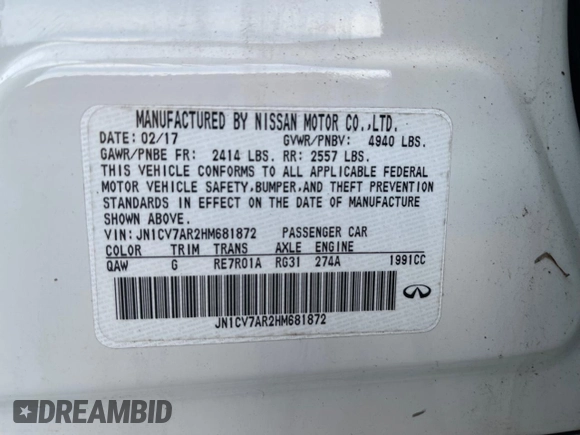 MANUFACTURED BY NISSAN MOTOR CO.,LTD.
DATE: 02/17 GVWR/PNBV: 4940 LBS.
GAWR/PNBE FR: 2414 LBS. RR: 2557 LBS.
THIS VEHICLE CONFORMS TO ALL APPLICABLE FEDERAL
MOTOR VEHICLE SAFETY,BUMPER,AND THEFT PREVENTION
STANDARDS IN EFFECT ON THE DATE OF MANUFACTURE
SHOWN ABOVE.
VIN: JN1CV7AR2HM681872 PASSENGER CAR
COLOR TRIM TRANS AXLE ENGINE
QAW G RE7R01A RG31 274A 1991CC
JN1CV7AR2HM681872
DREAMBID